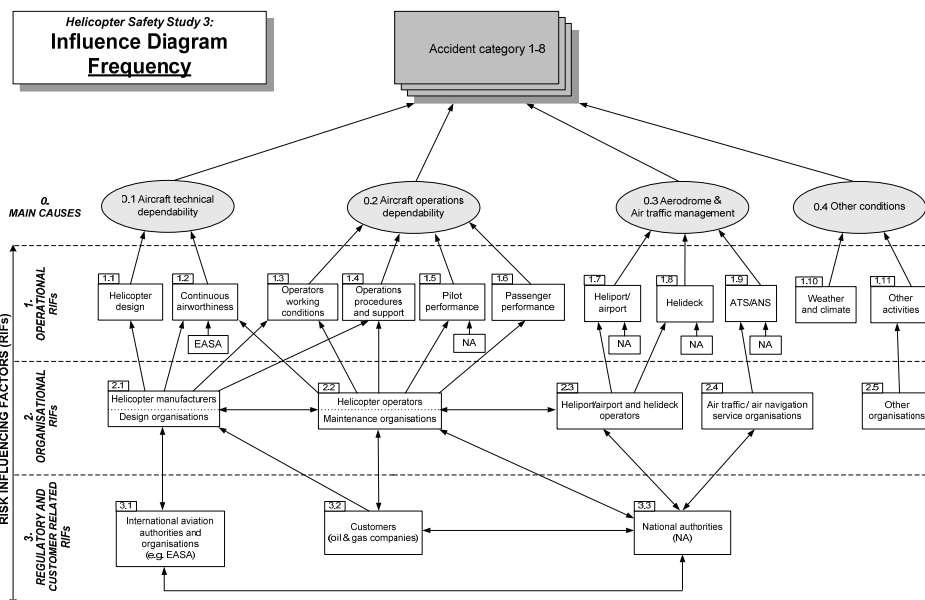 Helicopter Safety Study 3:
Influence Diagram
Frequency
Accident category 1-8
0.
MAIN CAUSES
0.1 Aircraft technical
dependability
0.2 Aircraft operations
dependability
0.3 Aerodrome &
Air traffic management
0.4 Other conditions
RISK INFLUENCING FACTORS (RIFs)
1.
OPERATIONAL
RIFs
1.1
Helicopter
design
1.2
Continuous
airworthiness
EASA
1.3
Operators
working
conditions
1.4
Operations
procedures
and support
1.5
Pilot
performance
NA
1.6
Passenger
performance
1.7
Heliport/
airport
NA
1.8
Helideck
NA
1.9
ATS/ANS
NA
1.10
Weather
and climate
1.11
Other
activities
2.
ORGANISATIONAL
RIFs
2.1
Helicopter manufacturers
Design organisations
2.2
Helicopter operators
Maintenance organisations
2.3
Heliport/airport and helideck
operators
2.4
Air traffic/ air navigation
service organisations
2.5
Other
organisations
3.
REGULATORY AND
CUSTOMER RELATED
RIFs
3.1
International aviation
authorities and
organisations
(e.g. EASA)
3.2
Customers
(oil & gas companies)
3.3
National authorities
(NA)